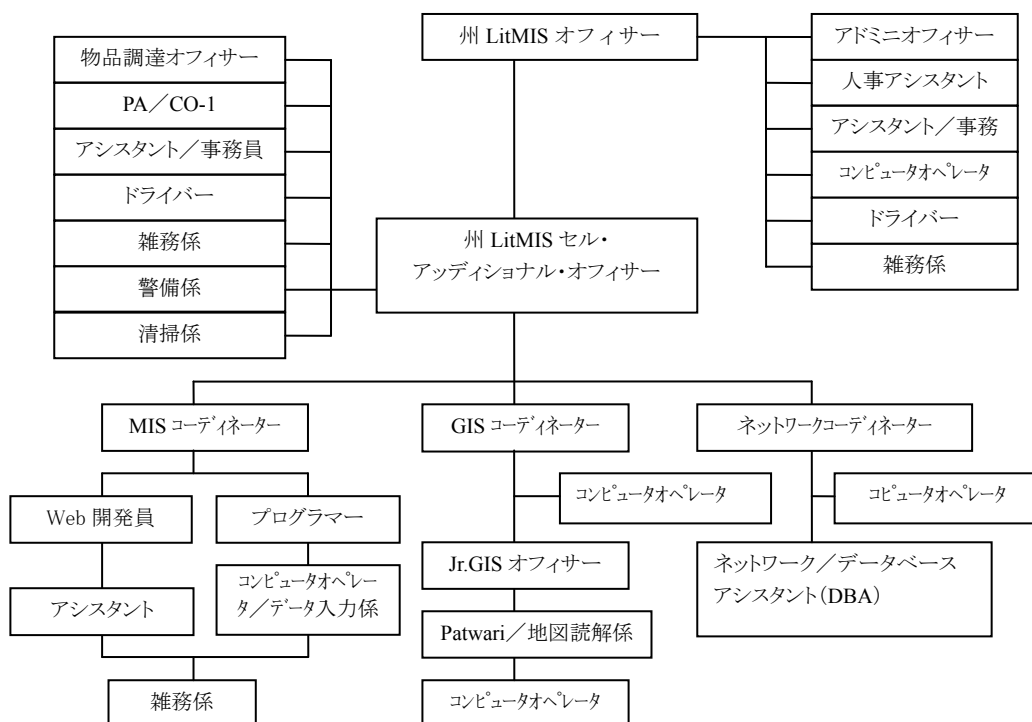 州 LitMIS オフィサー
物品調達オフィサー
PA／CO-1
アシスタント／事務員
ドライバー
雑務係
警備係
清掃係
アドミニオフィサー
人事アシスタント
アシスタント／事務
コンピュータオペレータ
ドライバー
雑務係
州 LitMIS セル・
アッディショナル・オフィサー
MIS コーディネーター
GIS コーディネーター
ネットワークコーディネーター
Web 開発員
プログラマー
アシスタント
コンピュータオペレー
タ／データ入力係
雑務係
コンピュータオペレータ
Jr.GIS オフィサー
Patwari／地図読解係
コンピュータオペレータ
コピュータオペレータ
ネットワーク／データベース
アシスタント（DBA）